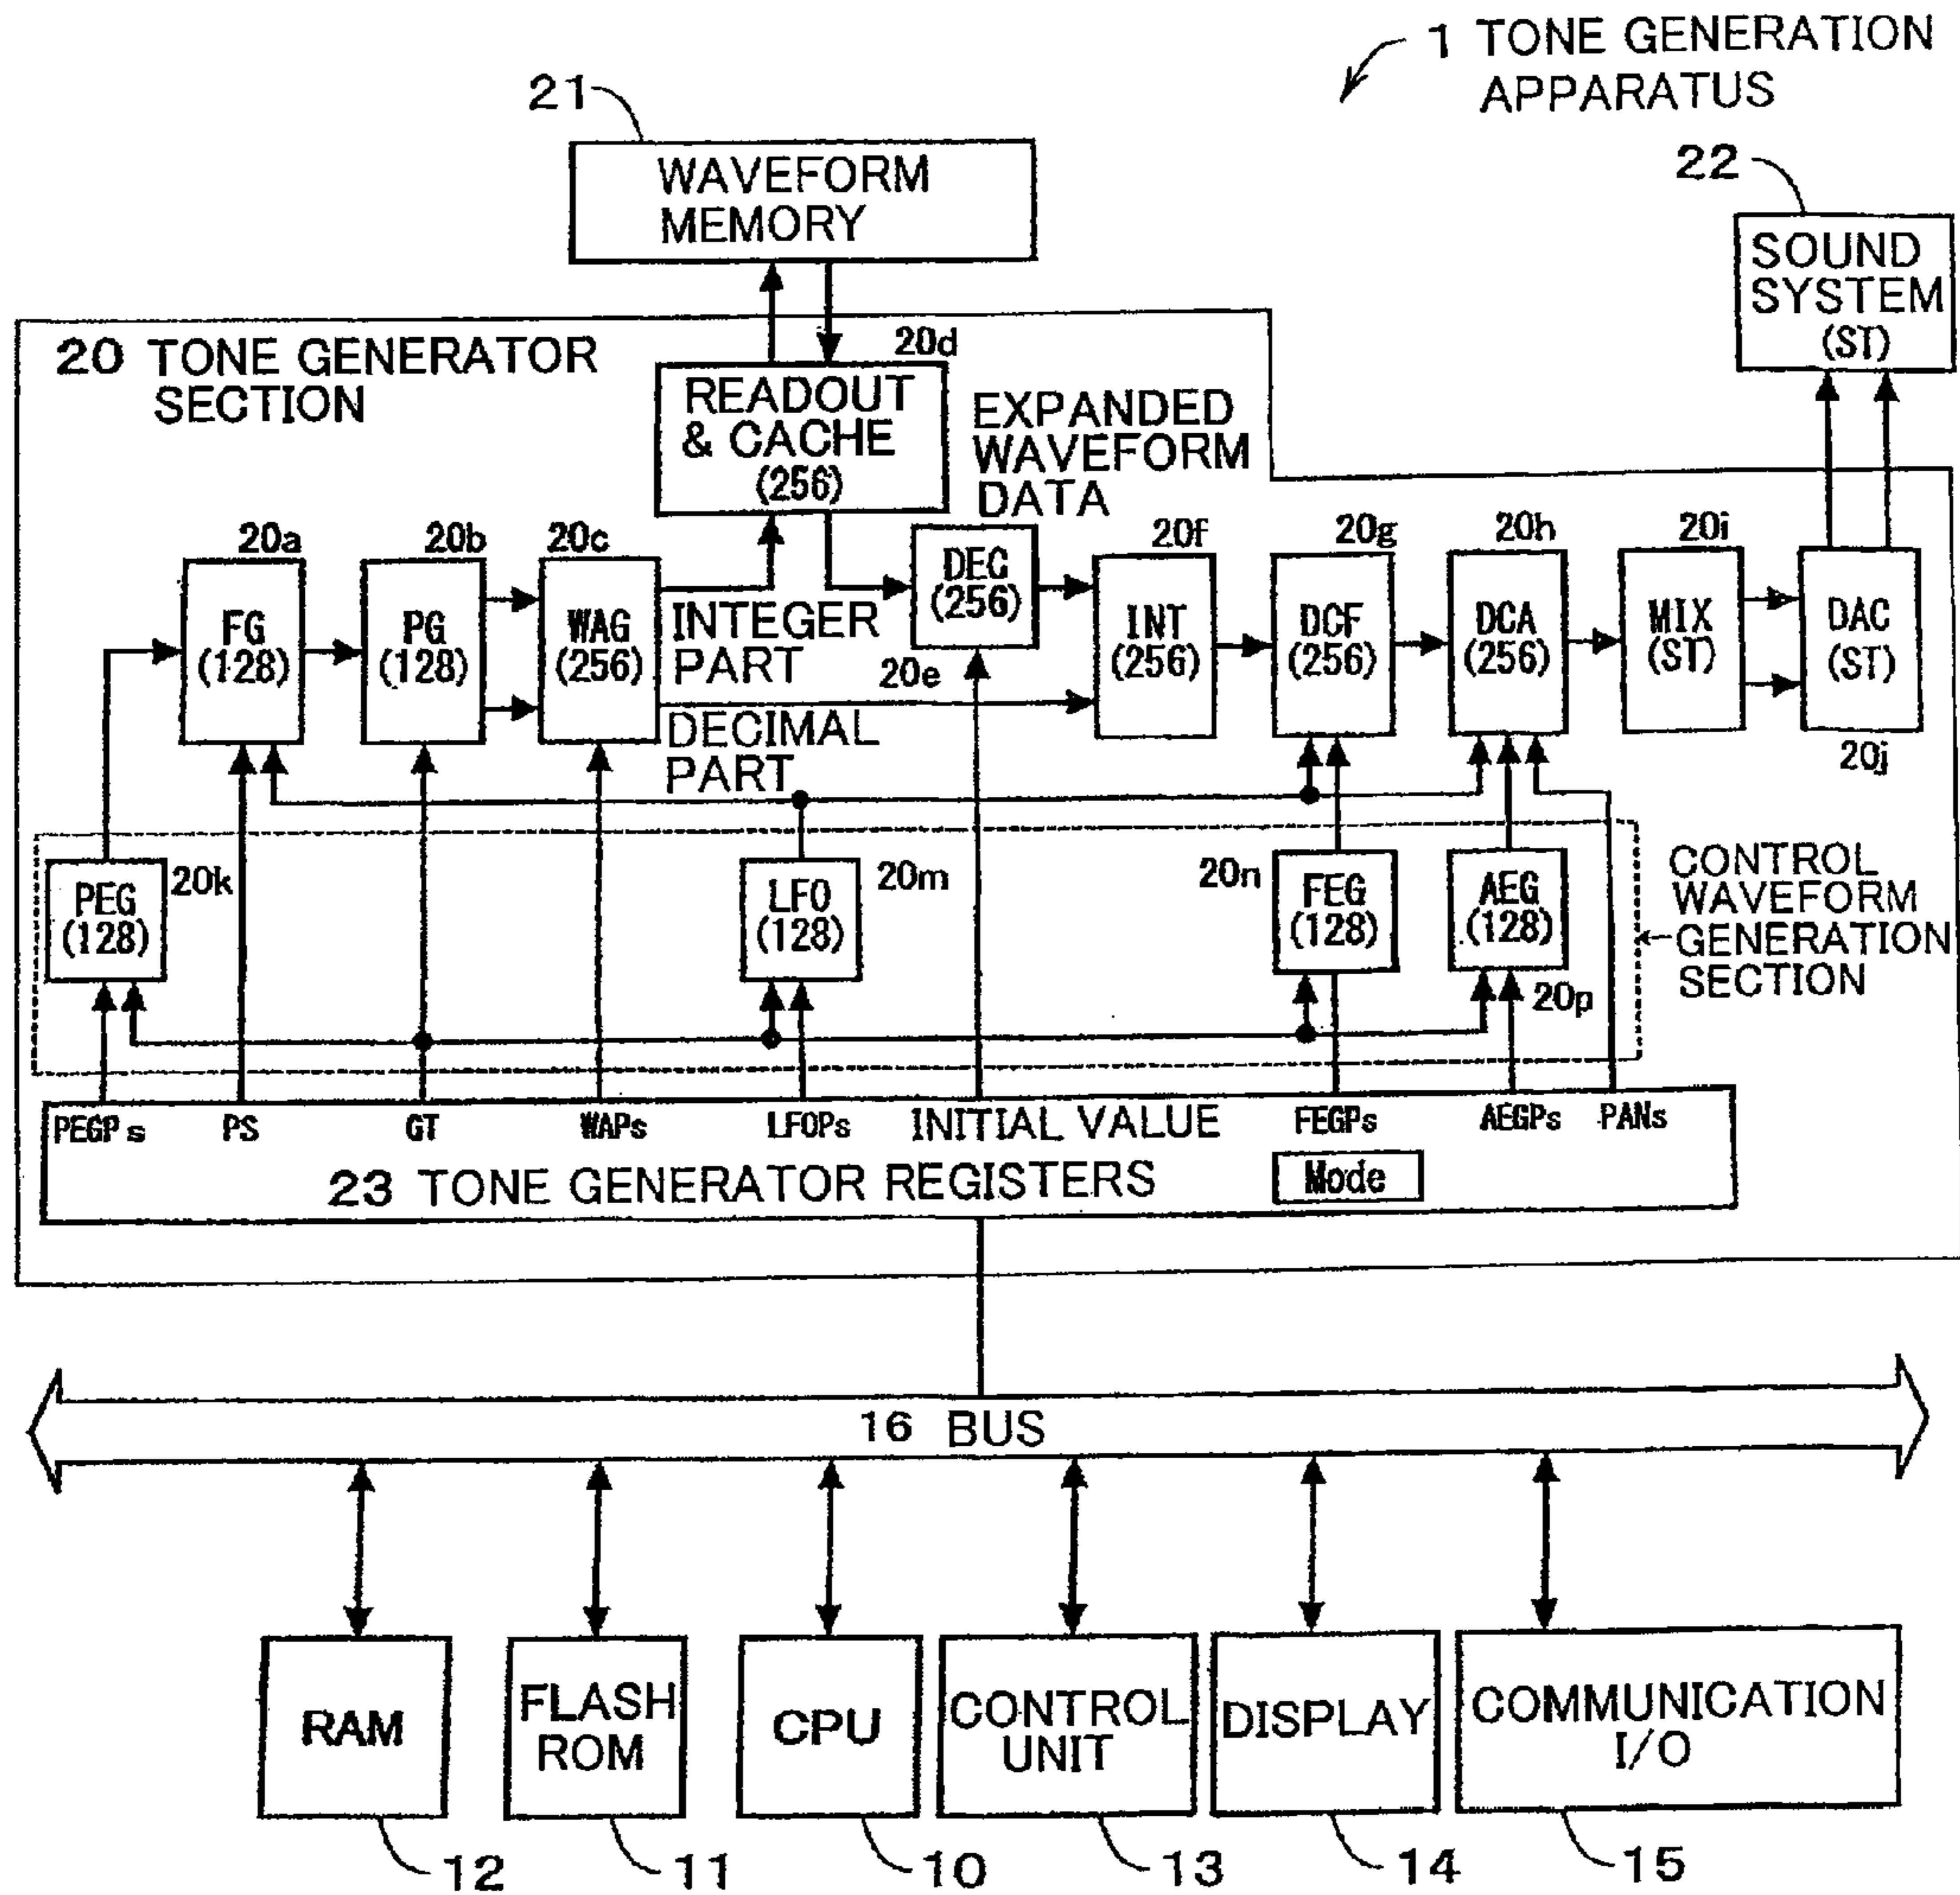 1 TONE GENERATION
APPARATUS
21
WAVEFORM
MEMORY
22
SOUND
SYSTEM
(ST)
20 TONE GENERATOR
SECTION
20d
READOUT
& CACHE
(256)
EXPANDED
WAVEFORM
DATA
20a
FG
(128)
20b
PG
(128)
20c
WAG
(256)
INTEGER
PART
DECIMAL
PART
DEC
(256)
20e
20f
INT
(256)
20g
DCF
(256)
20h
DCA
(256)
20i
MIX
(ST)
DAC
(ST)
20j
PEG
(128)
20k
LFO
(128)
20m
20n
FEG
(128)
AEG
(128)
20p
CONTROL
WAVEFORM
GENERATION
SECTION
PEGPs PS GT WAPs LFOPs INITIAL VALUE FEGPs AEGPs PANs
23 TONE GENERATOR REGISTERS
Mode
16 BUS
RAM
FLASH
ROM
CPU
CONTROL
UNIT
DISPLAY
COMMUNICATION
I/O
12 11 10 13 14 15